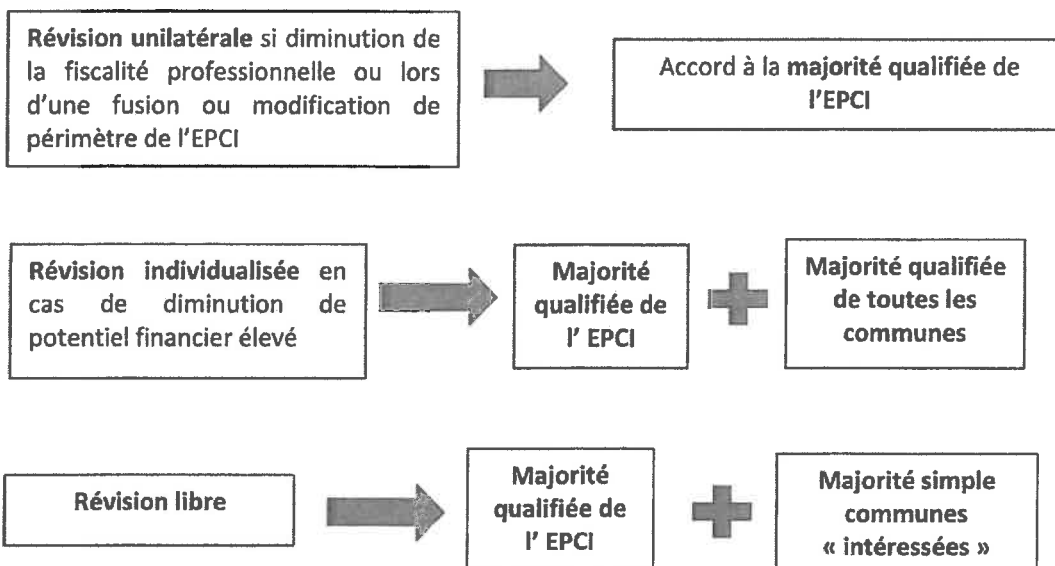 Révision unilatérale si diminution de
la fiscalité professionnelle ou lors
d'une fusion ou modification de
périmètre de l'EPCI
Accord à la majorité qualifiée de
l'EPCI
Révision individualisée en
cas de diminution de
potentiel financier élevé
Majorité
qualifiée de
l' EPCI
Majorité qualifiée
de toutes les
communes
Révision libre
Majorité
qualifiée de
l' EPCI
Majorité simple
communes
« intéressées »